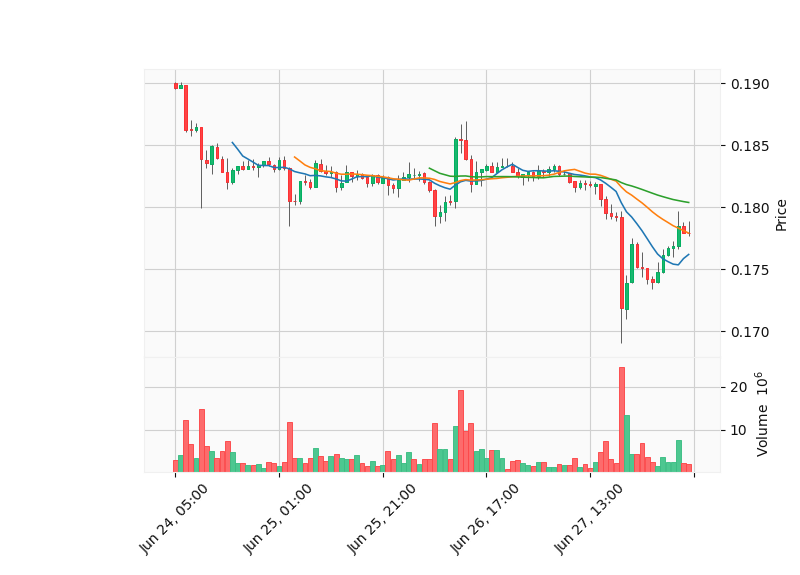 0.190
0.185
0.180
0.175
0.170
Price
20
10
Volume 10^6
Jun 24, 05:00
Jun 25, 01:00
Jun 25, 21:00
Jun 26, 17:00
Jun 27, 13:00